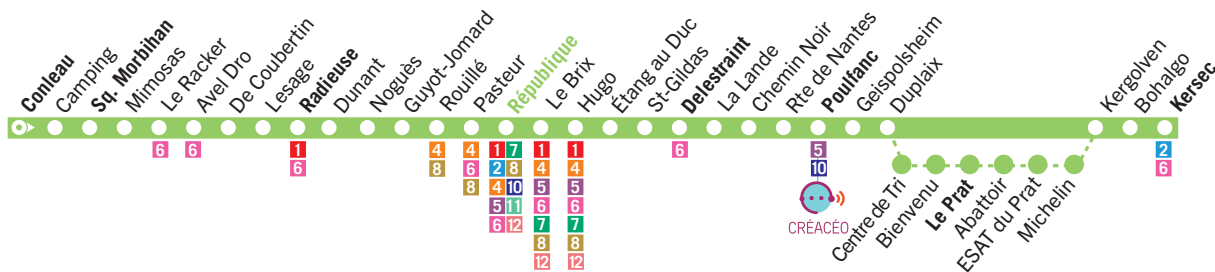 Conleau
Camping
Sq. Morbihan
Mimosas
Le Racker
Avel Dro
De Coubertin
Lesage
Radieuse
Dunant
Noguès
Guyot-Jomard
Rouillé
Pasteur
République
Le Brix
Hugo
Étang au Duc
St-Gildas
Delestraint
La Lande
Chemin Noir
Rte de Nantes
Poulfanc
Geispolsheim
Duplaix
Kergolven
Bohalgo
Kersec
6
6
1
6
4
8
4
6
8
1 7
2 8
4 10
5 11
6 12
1
4
5
6
7
8
12
1
4
5
6
7
8
12
6
5
10
CRÉACÉO
2
6
Centre de Tri
Bienvenu
Le Prat
Abattoir
ESAT du Prat
Michelin